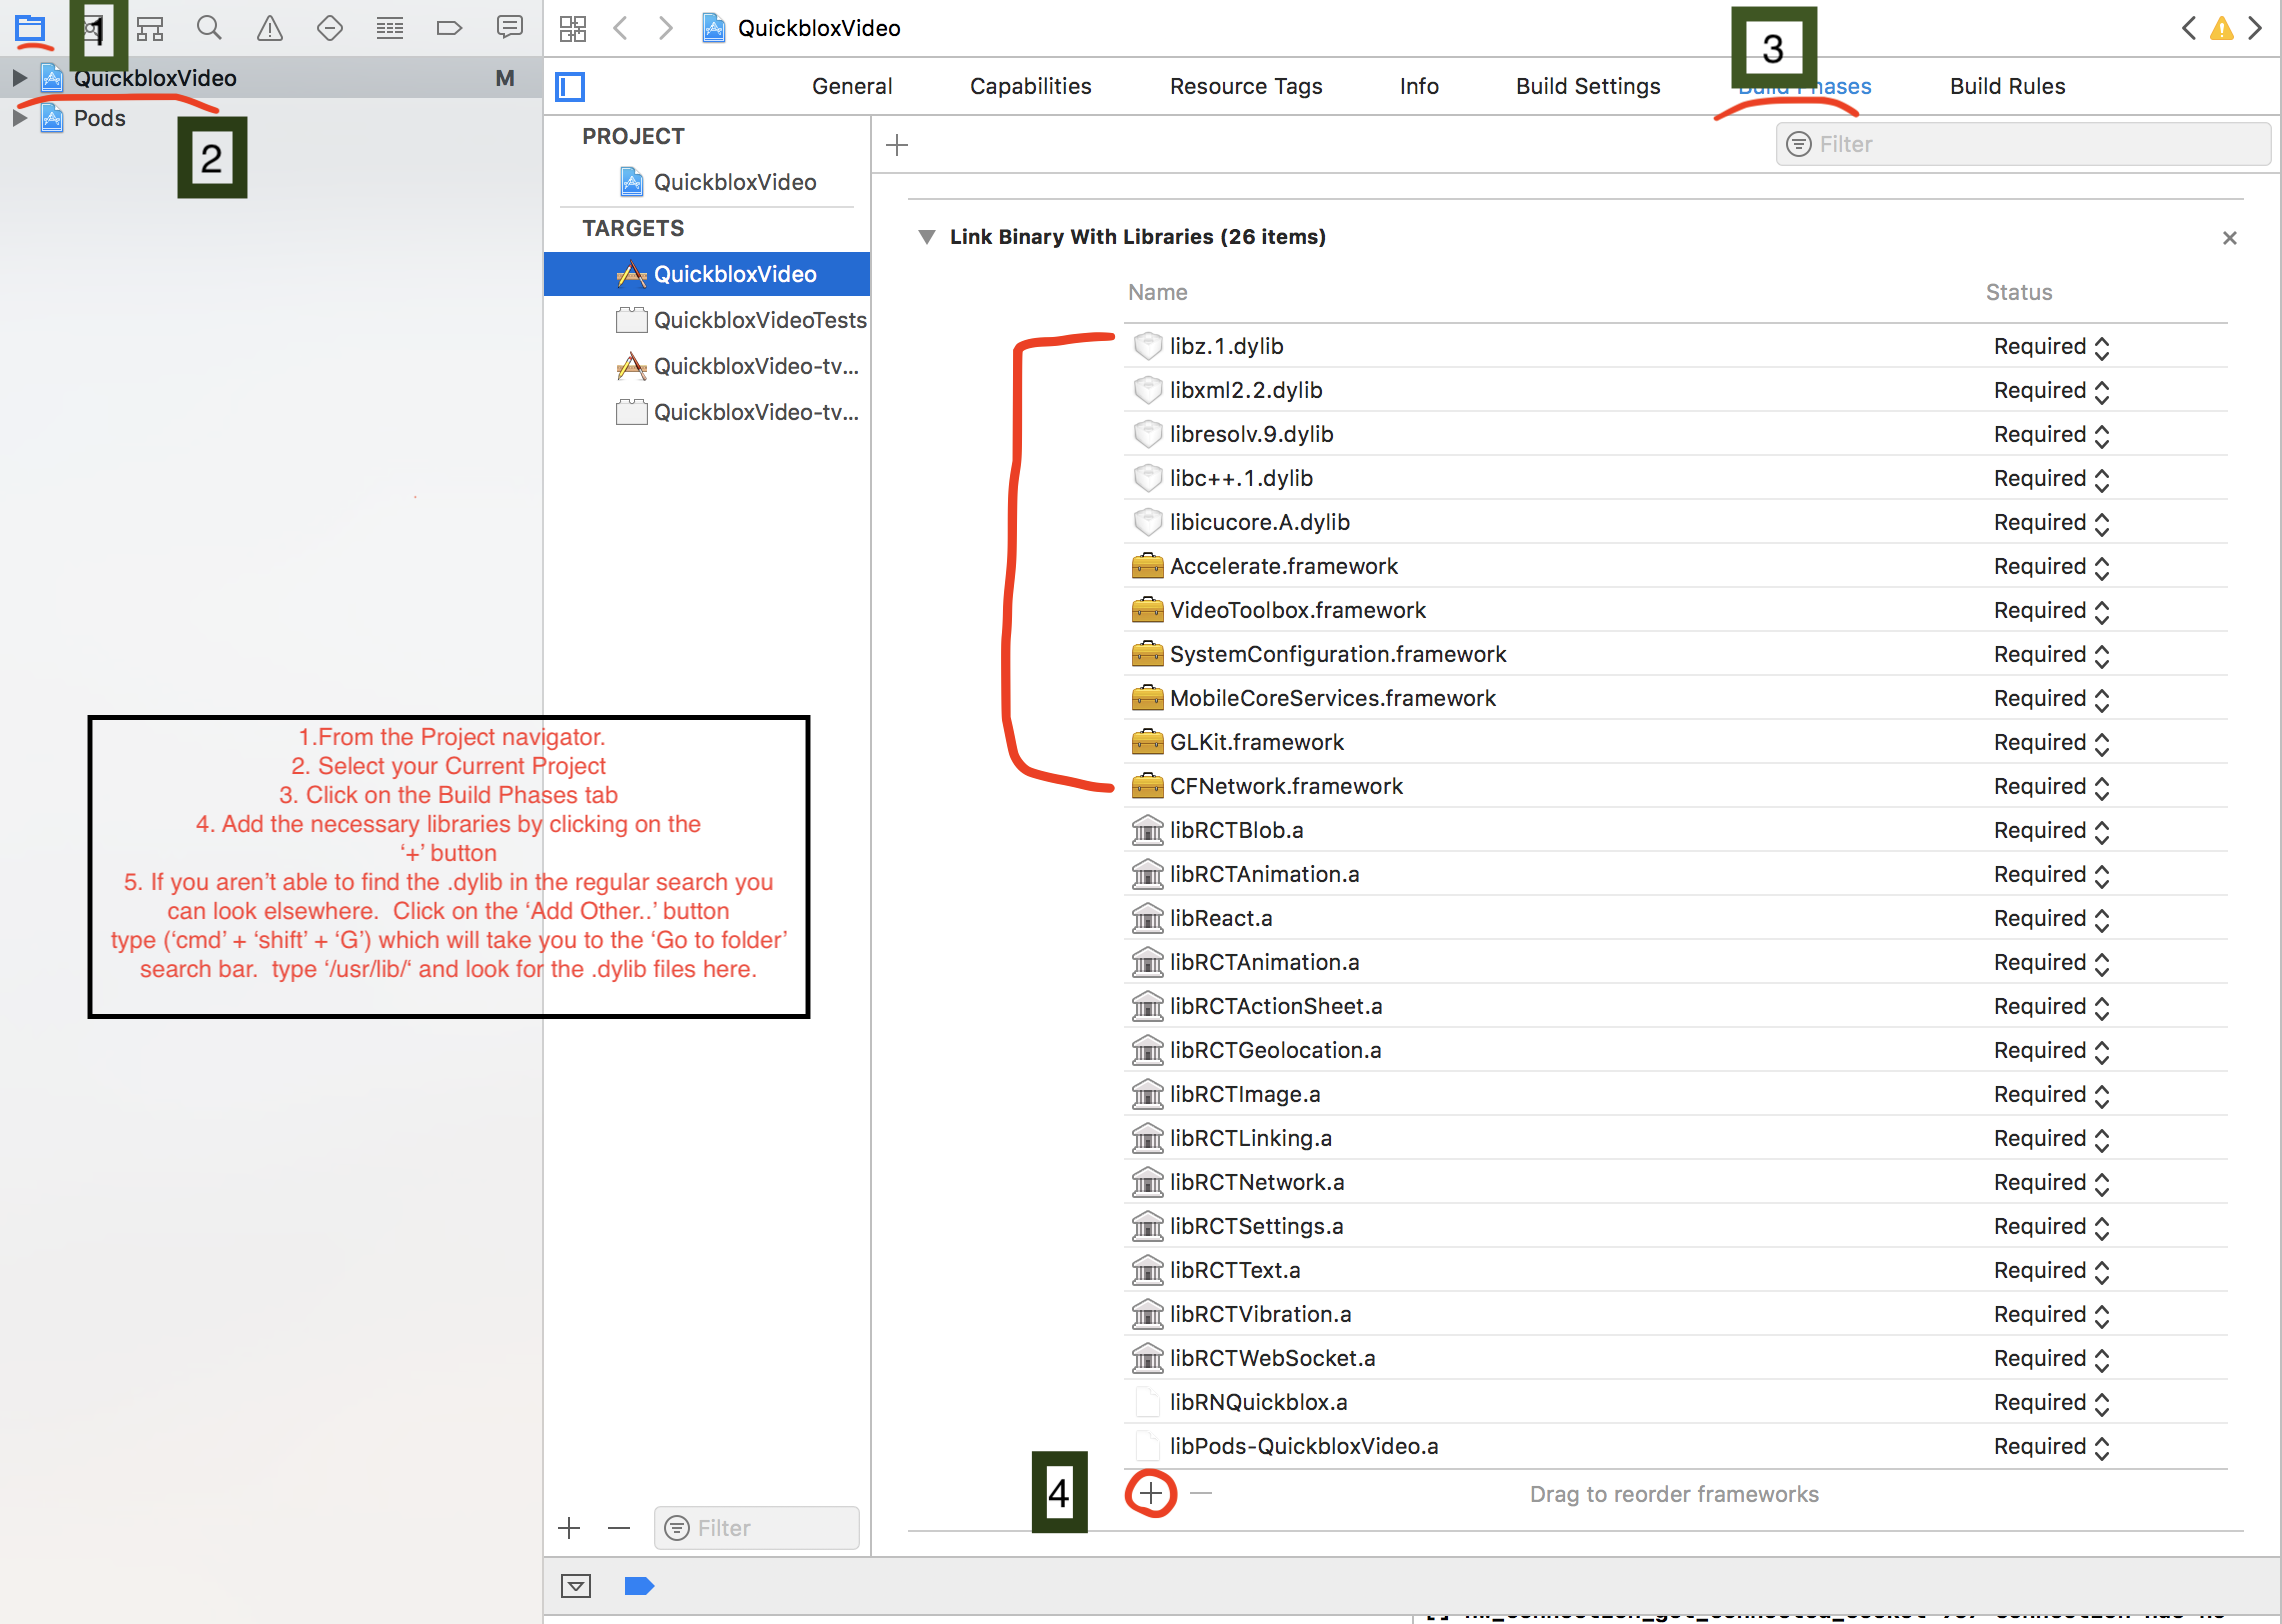 1
QuickbloxVideo
3
QuickbloxVideo M
Pods
2
General Capabilities Resource Tags Info Build Settings Build Phases Build Rules
Filter
PROJECT
QuickbloxVideo
TARGETS
QuickbloxVideo
QuickbloxVideoTests
QuickbloxVideo-tv...
QuickbloxVideo-tv...
Link Binary With Libraries (26 items)
Name Status
libz.1.dylib Required
libxml2.2.dylib Required
libresolv.9.dylib Required
libc++.1.dylib Required
libicucore.A.dylib Required
Accelerate.framework Required
VideoToolbox.framework Required
SystemConfiguration.framework Required
MobileCoreServices.framework Required
GLKit.framework Required
CFNetwork.framework Required
libRCTBlob.a Required
libRCTAnimation.a Required
libReact.a Required
libRCTAnimation.a Required
libRCTActionSheet.a Required
libRCTGeolocation.a Required
libRCTImage.a Required
libRCTLinking.a Required
libRCTNetwork.a Required
libRCTSettings.a Required
libRCTText.a Required
libRCTVibration.a Required
libRCTWebSocket.a Required
libRNQuickblox.a Required
libPods-QuickbloxVideo.a Required
4
Drag to reorder frameworks
1.From the Project navigator.
2. Select your Current Project
3. Click on the Build Phases tab
4. Add the necessary libraries by clicking on the
‘+’ button
5. If you aren’t able to find the .dylib in the regular search you
can look elsewhere. Click on the ‘Add Other..’ button
type (‘cmd’ + ‘shift’ + ‘G’) which will take you to the ‘Go to folder’
search bar. type ‘/usr/lib/‘ and look for the .dylib files here.
Filter